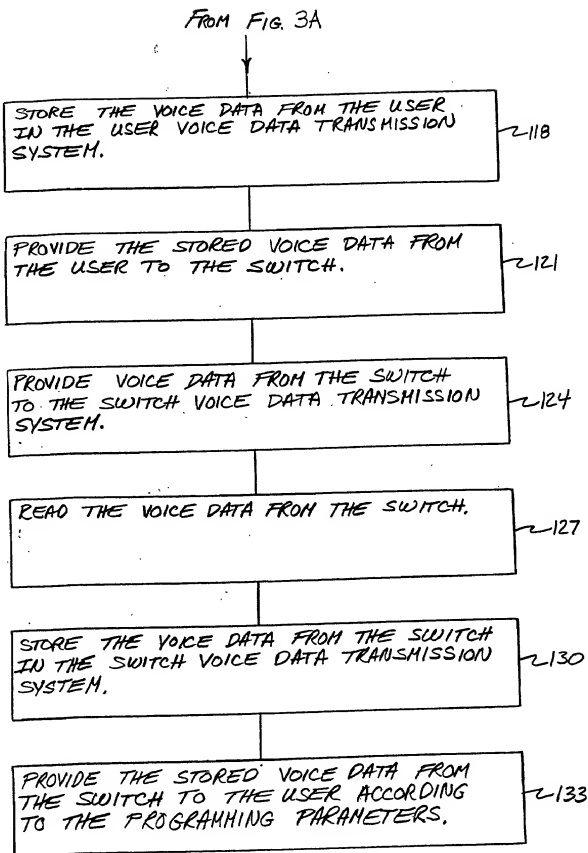 FROM FIG. 3A
STORE THE VOICE DATA FROM THE USER
IN THE USER VOICE DATA TRANSMISSION
SYSTEM.
118
PROVIDE THE STORED VOICE DATA FROM
THE USER TO THE SWITCH.
121
PROVIDE VOICE DATA FROM THE SWITCH
TO THE SWITCH VOICE DATA TRANSMISSION
SYSTEM.
124
READ THE VOICE DATA FROM THE SWITCH.
127
STORE THE VOICE DATA FROM THE SWITCH
IN THE SWITCH VOICE DATA TRANSMISSION
SYSTEM.
130
PROVIDE THE STORED VOICE DATA FROM
THE SWITCH TO THE USER ACCORDING
TO THE PROGRAMMING PARAMETERS.
133